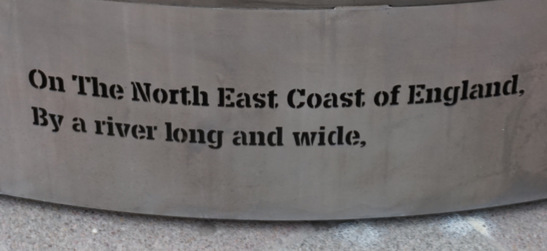 On The North East Coast of England,
By a river long and wide,